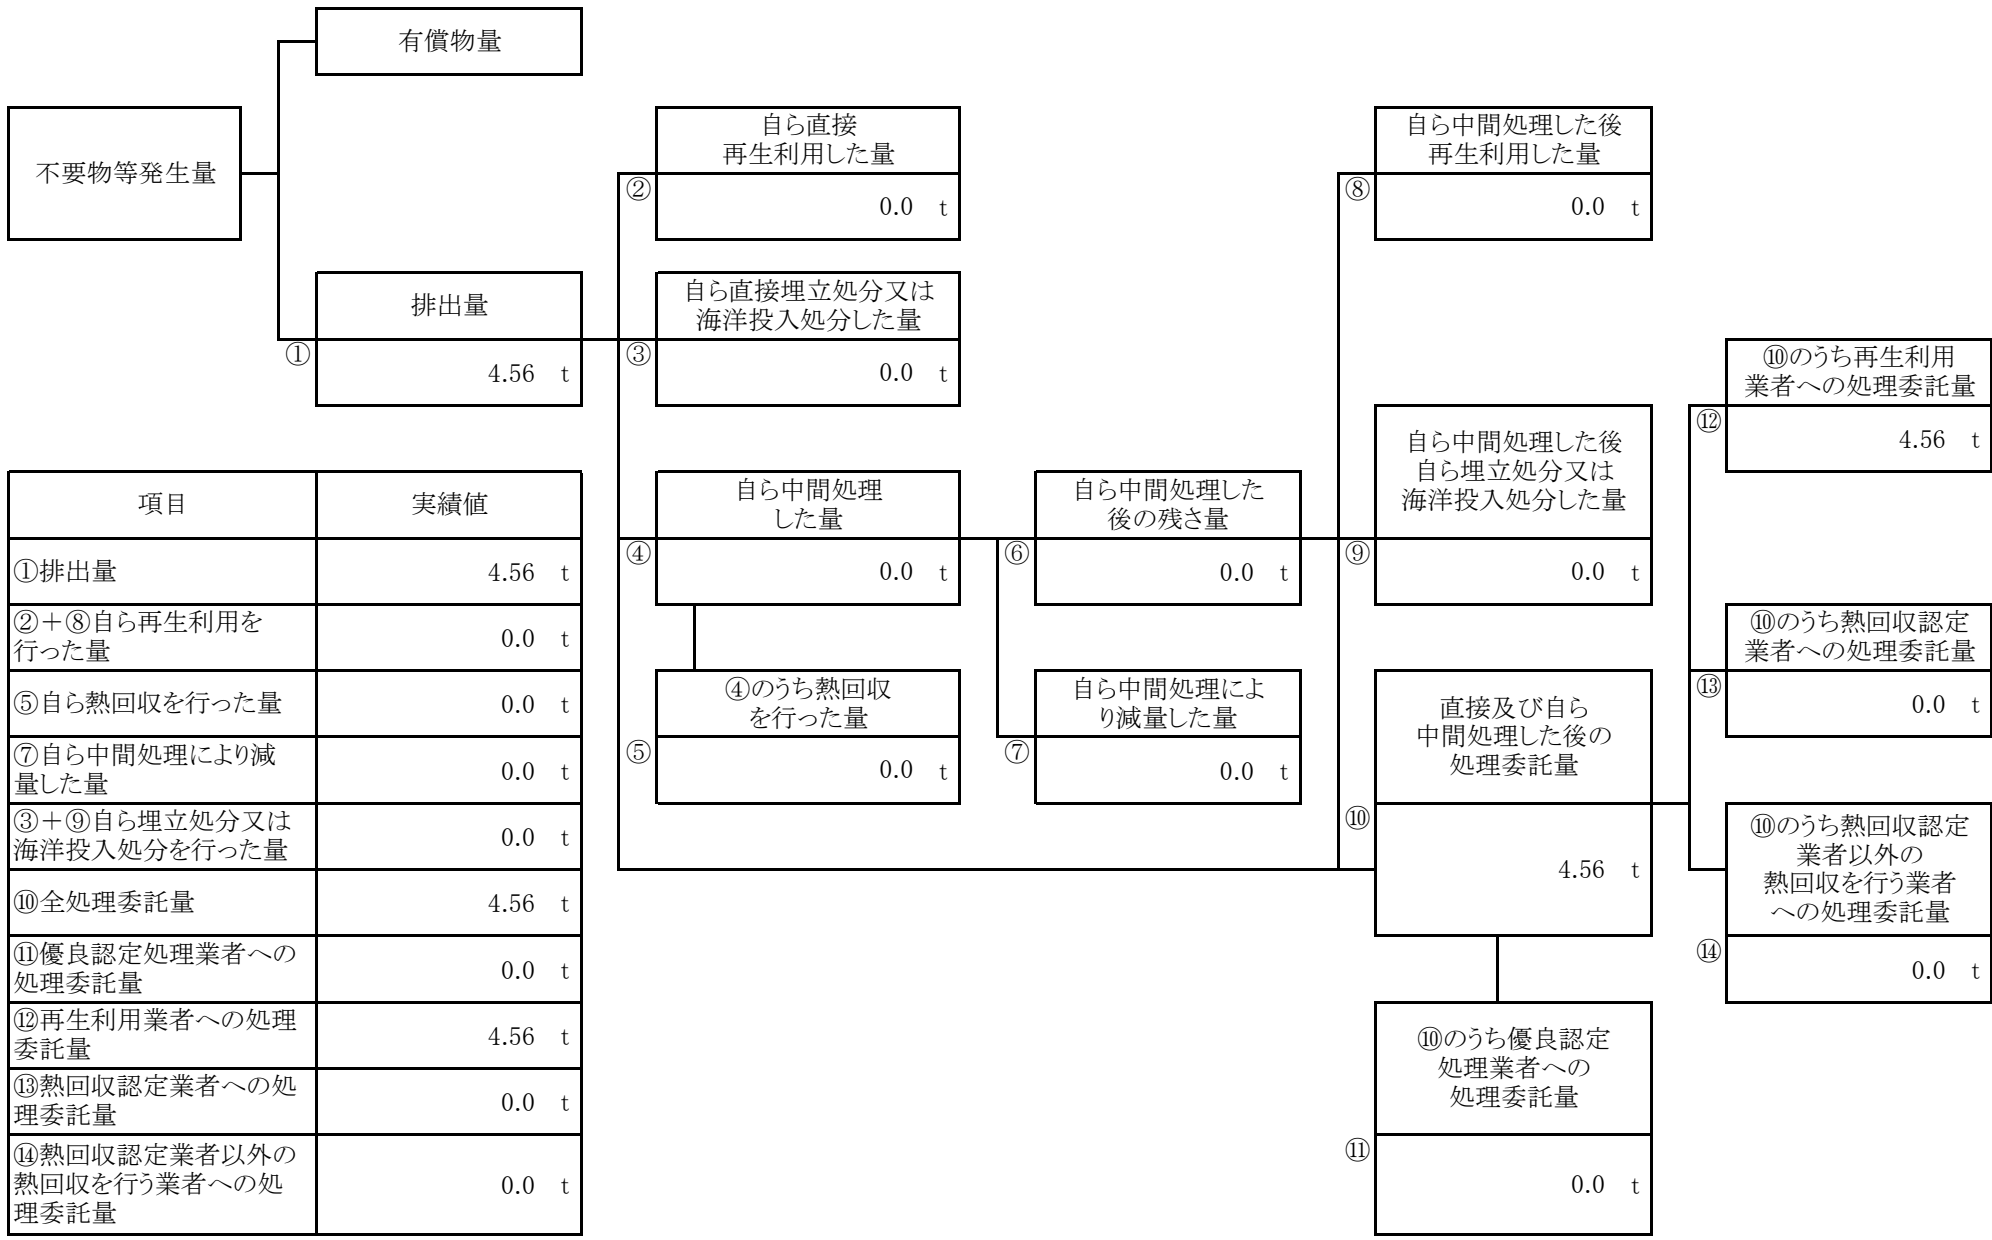 有償物量
不要物等発生量
排出量
①
4.56 t
自ら直接
再生利用した量
②
0.0 t
自ら直接埋立処分又は
海洋投入処分した量
③
0.0 t
自ら中間処理
した量
④
0.0 t
④のうち熱回収
を行った量
⑤
0.0 t
自ら中間処理した
後の残さ量
⑥
0.0 t
自ら中間処理によ
り減量した量
⑦
0.0 t
自ら中間処理した後
再生利用した量
⑧
0.0 t
自ら中間処理した後
自ら埋立処分又は
海洋投入処分した量
⑨
0.0 t
直接及び自ら
中間処理した後の
処理委託量
⑩
4.56 t
⑩のうち優良認定
処理業者への
処理委託量
⑪
0.0 t
⑩のうち再生利用
業者への処理委託量
⑫
4.56 t
⑩のうち熱回収認定
業者への処理委託量
⑬
0.0 t
⑩のうち熱回収認定
業者以外の
熱回収を行う業者
への処理委託量
⑭
0.0 t
項目 実績値
①排出量 4.56 t
②＋⑧自ら再生利用を
行った量 0.0 t
⑤自ら熱回収を行った量 0.0 t
⑦自ら中間処理により減
量した量 0.0 t
③＋⑨自ら埋立処分又は
海洋投入処分を行った量 0.0 t
⑩全処理委託量 4.56 t
⑪優良認定処理業者への
処理委託量 0.0 t
⑫再生利用業者への処理
委託量 4.56 t
⑬熱回収認定業者への処
理委託量 0.0 t
⑭熱回収認定業者以外の
熱回収を行う業者への処
理委託量 0.0 t